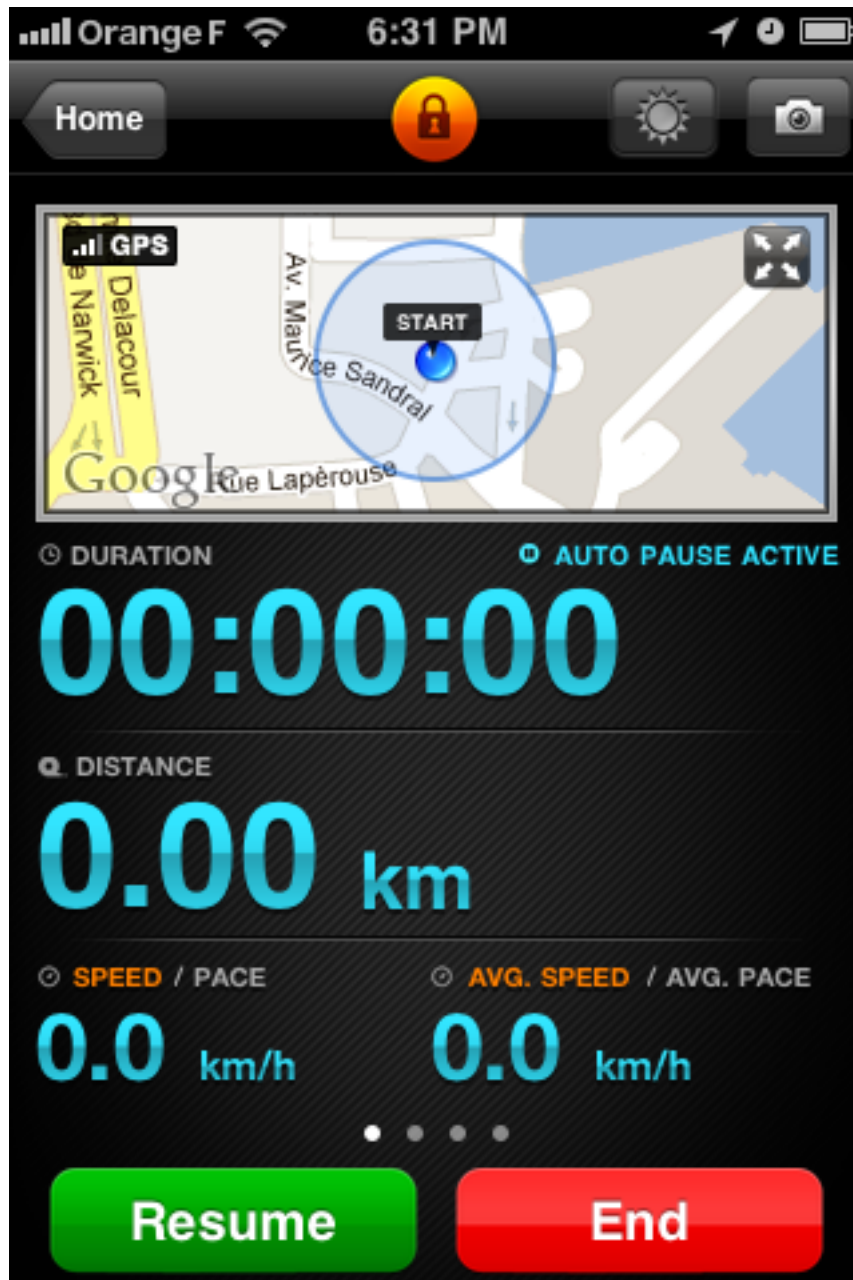 Orange F 6:31 PM
Home
GPS
Narwick
Delacour
Av. Maurice Sandral
START
Google
Rue Lapèrouse
DURATION AUTO PAUSE ACTIVE
00:00:00
DISTANCE
0.00 km
SPEED / PACE AVG. SPEED / AVG. PACE
0.0 km/h 0.0 km/h
Resume End